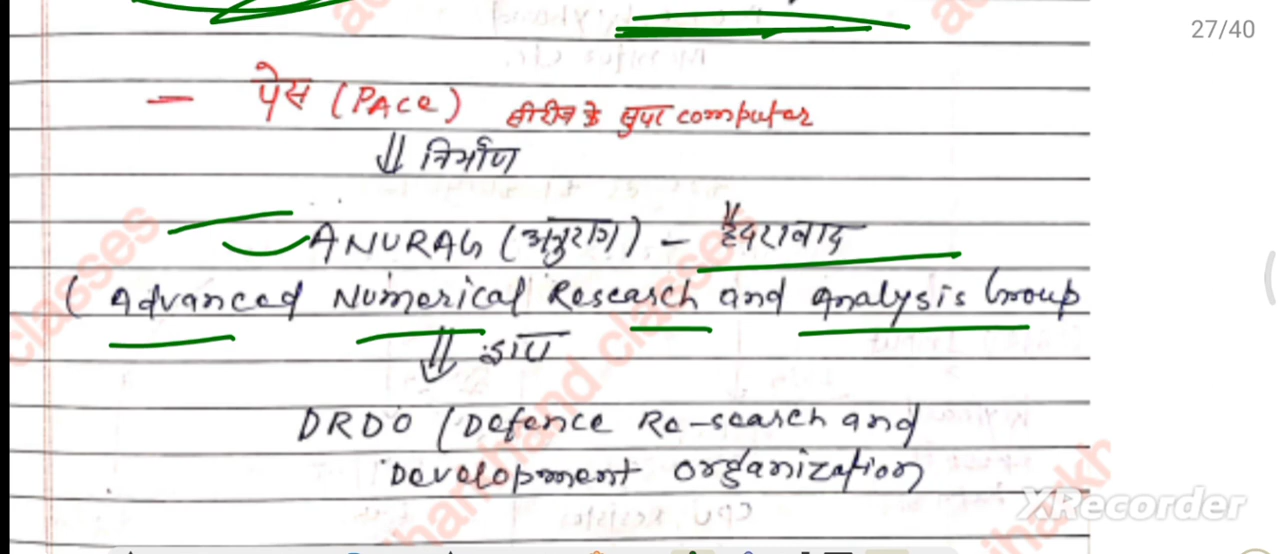 27/40
— पेस (PAce) सीरीज के सुपर computer
⇓ निर्माण
ANURAG (अनुराग) – हैदराबाद
( Advanced Numerical Research and Analysis Group
⇓ द्वारा
DRDO (Defence Re-search and
Development organization
XRecorder